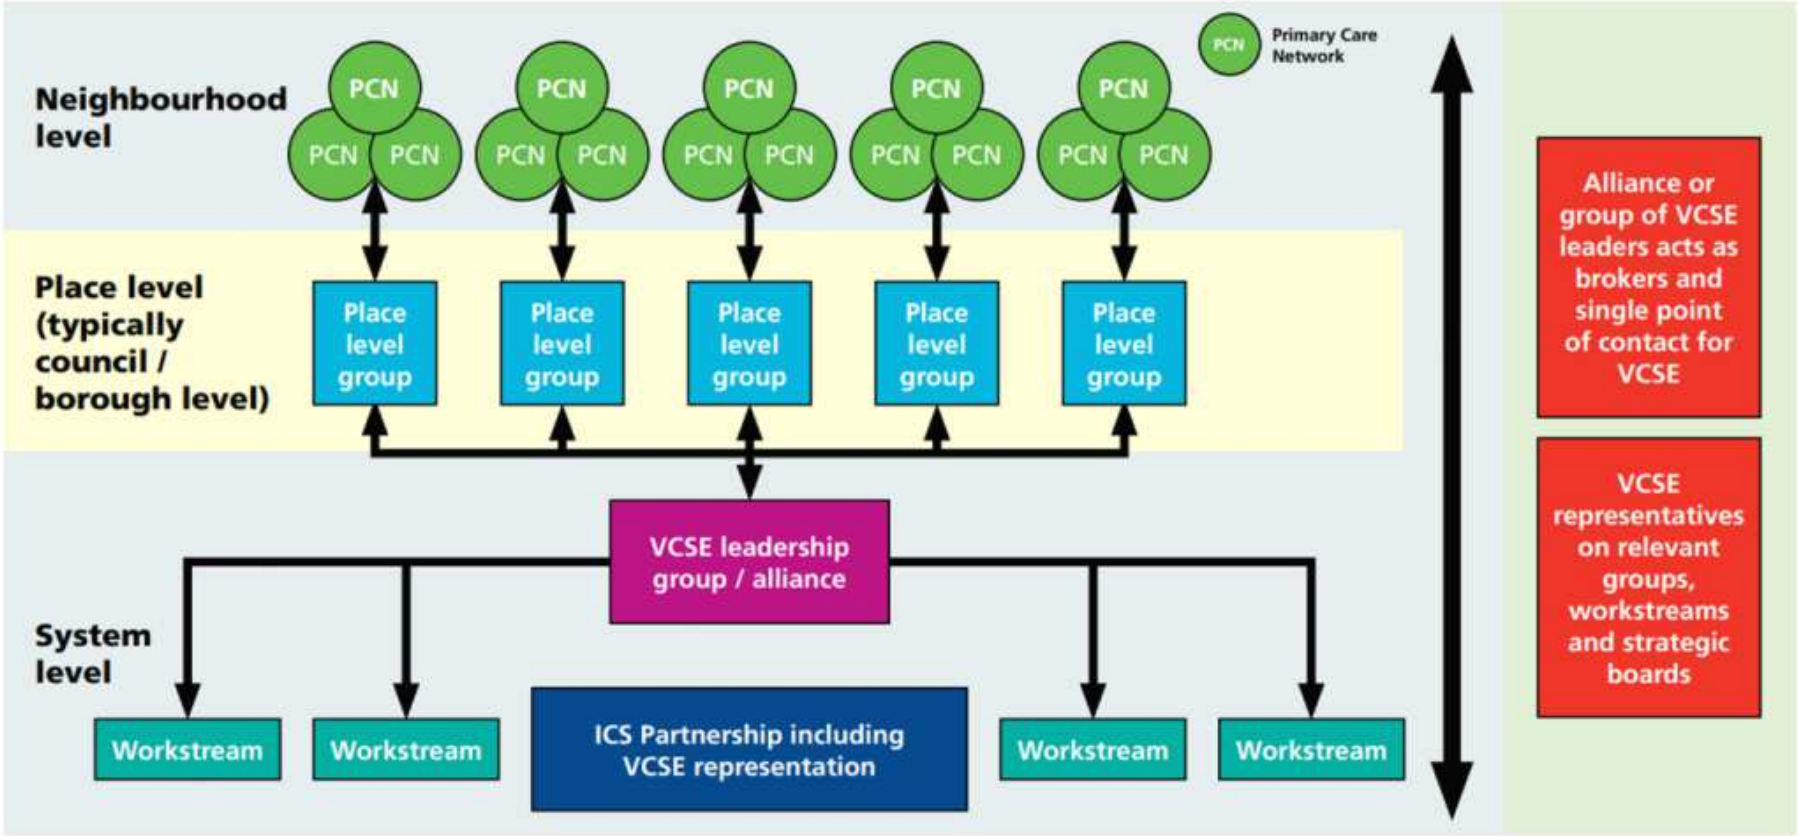 PCN
Primary Care
Network
Neighbourhood
level
PCN
PCN PCN
PCN
PCN PCN
PCN
PCN PCN
PCN
PCN PCN
PCN
PCN PCN
Place level
(typically
council /
borough level)
Place
level
group
Place
level
group
Place
level
group
Place
level
group
Place
level
group
VCSE leadership
group / alliance
System
level
Workstream
Workstream
ICS Partnership including
VCSE representation
Workstream
Workstream
Alliance or
group of VCSE
leaders acts as
brokers and
single point
of contact for
VCSE
VCSE
representatives
on relevant
groups,
workstreams
and strategic
boards